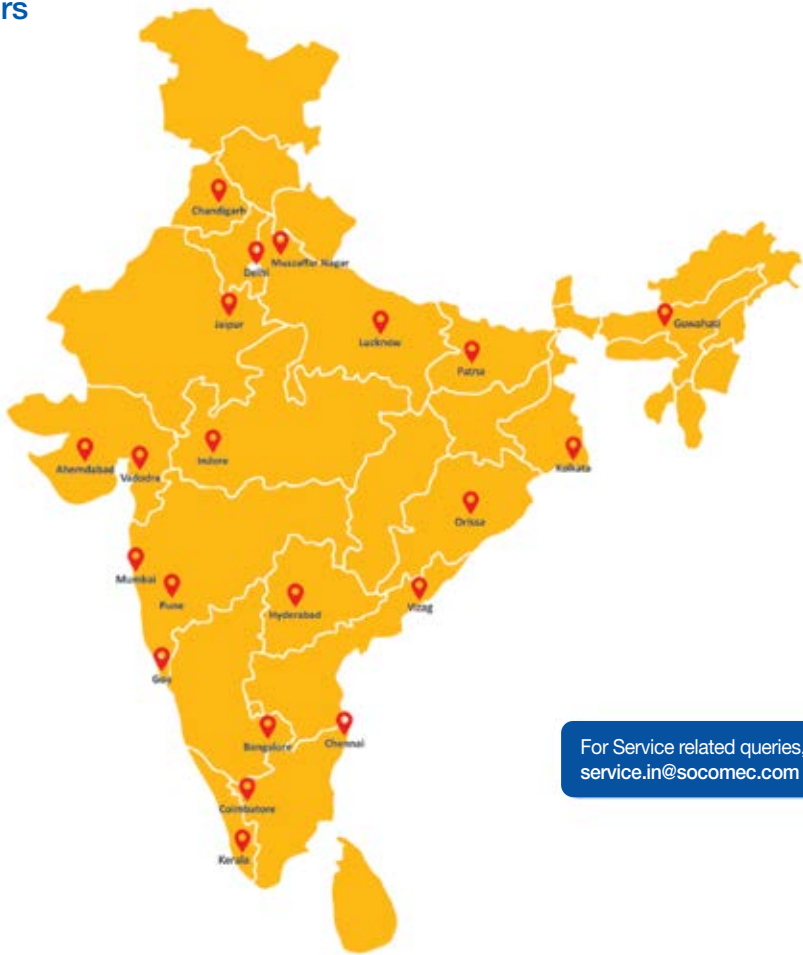 rs
Chandigarh
Delhi
Muzaffar Nagar
Jaipur
Lucknow
Guwahati
Patna
Indore
Ahemdabad
Vadodra
Kolkata
Orissa
Mumbai
Pune
Hyderabad
Vizag
Goa
Bangalure
Chennai
For Service related queries,
service.in@socomec.com
Coimbatore
Kerala